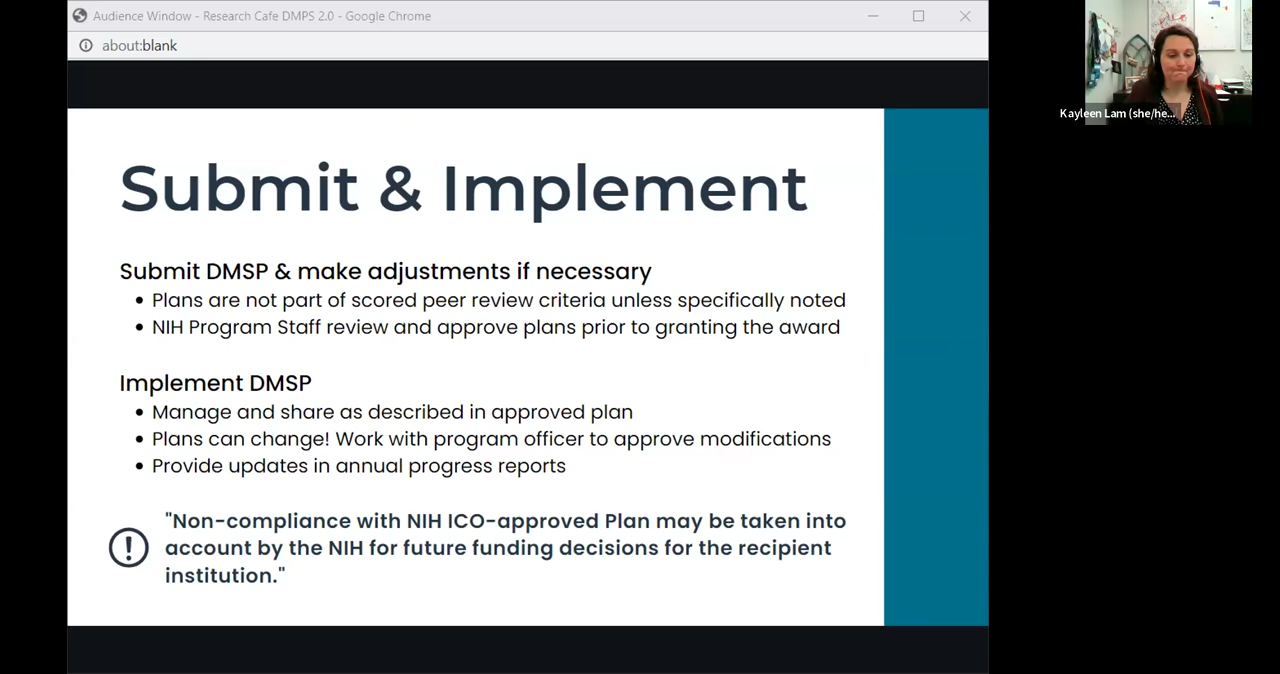 Audience Window - Research Cafe DMPS 2.0 - Google Chrome
about:blank
Kayleen Lam (she/he...
Submit & Implement
Submit DMSP & make adjustments if necessary
• Plans are not part of scored peer review criteria unless specifically noted
• NIH Program Staff review and approve plans prior to granting the award
Implement DMSP
• Manage and share as described in approved plan
• Plans can change! Work with program officer to approve modifications
• Provide updates in annual progress reports
"Non-compliance with NIH ICO-approved Plan may be taken into
account by the NIH for future funding decisions for the recipient
institution."